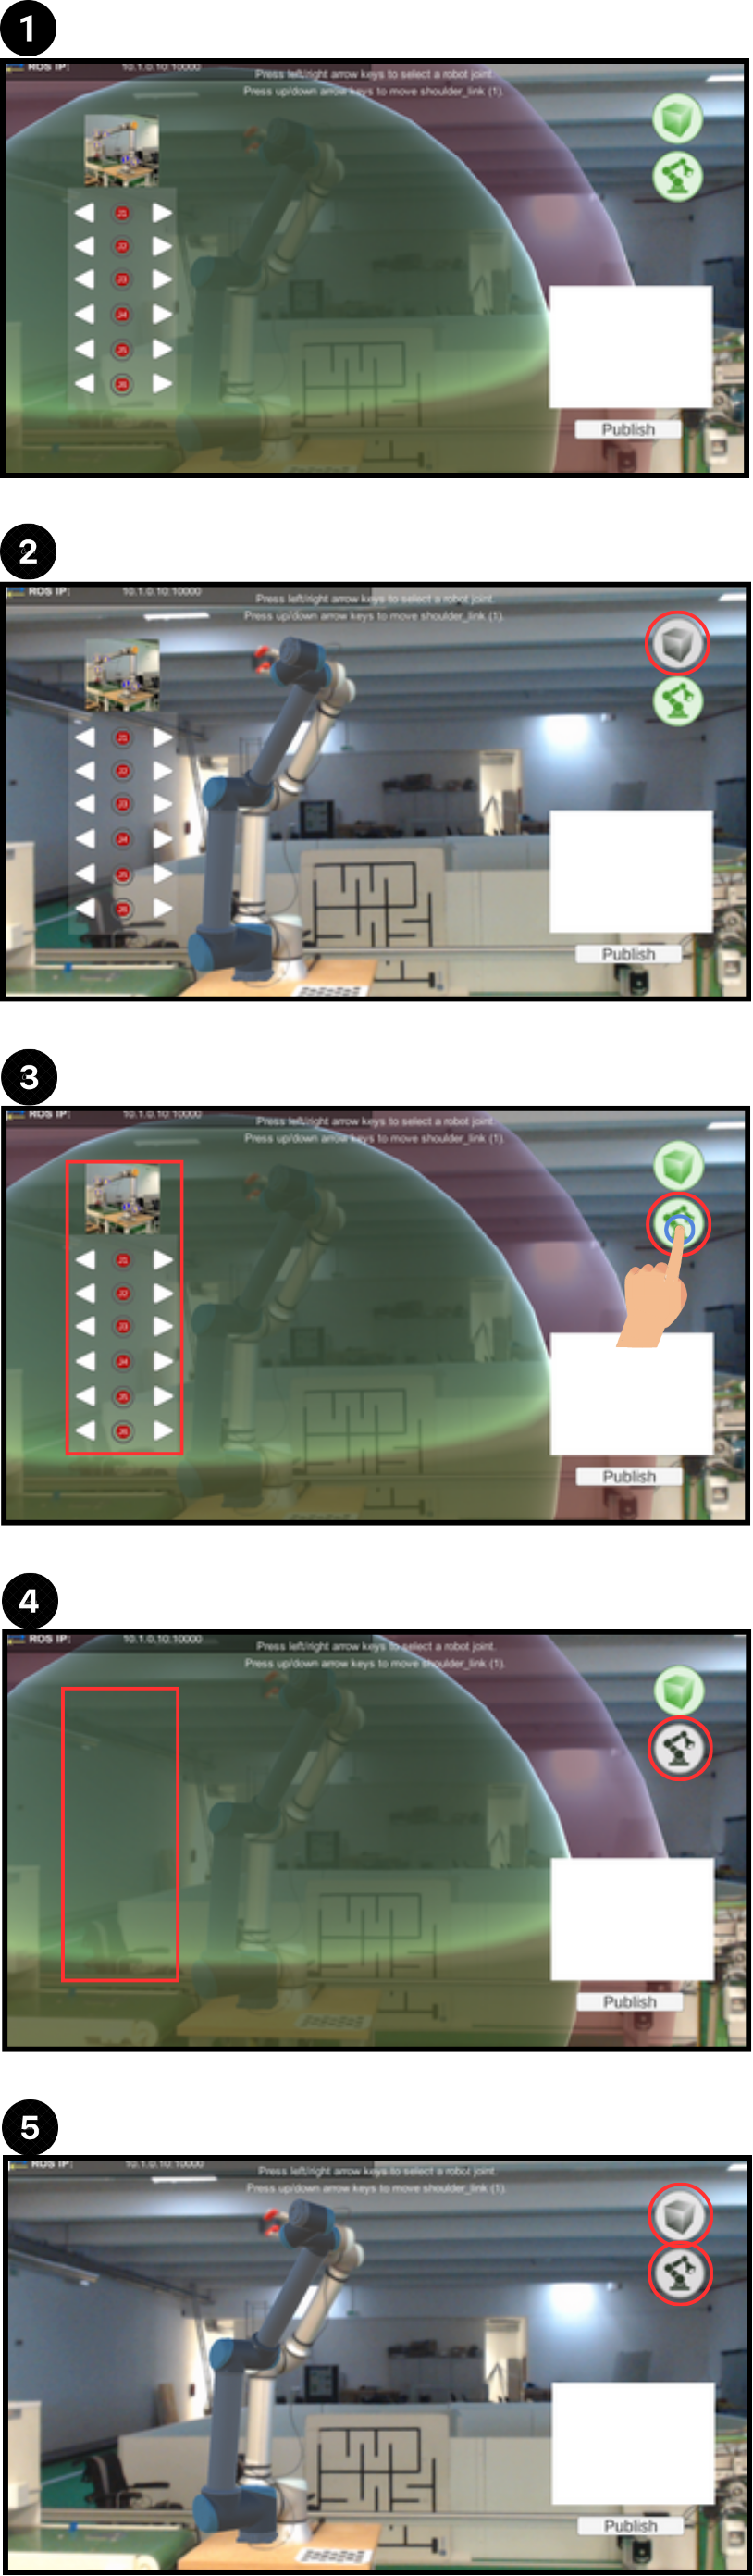 1
ROS IP: 10.1.0.10:10000
Press left/right arrow keys to select a robot joint.
Press up/down arrow keys to move shoulder_link (1).
J1
J2
J3
J4
J5
J6
Publish
2
ROS IP: 10.1.0.10:10000
Press left/right arrow keys to select a robot joint.
Press up/down arrow keys to move shoulder_link (1).
J1
J2
J3
J4
J5
J6
Publish
3
ROS IP: 10.1.0.10:10000
Press left/right arrow keys to select a robot joint.
Press up/down arrow keys to move shoulder_link (1).
J1
J2
J3
J4
J5
J6
Publish
4
ROS IP: 10.1.0.10:10000
Press left/right arrow keys to select a robot joint.
Press up/down arrow keys to move shoulder_link (1).
Publish
5
ROS IP: 10.1.0.10:10000
Press left/right arrow keys to select a robot joint.
Press up/down arrow keys to move shoulder_link (1).
Publish